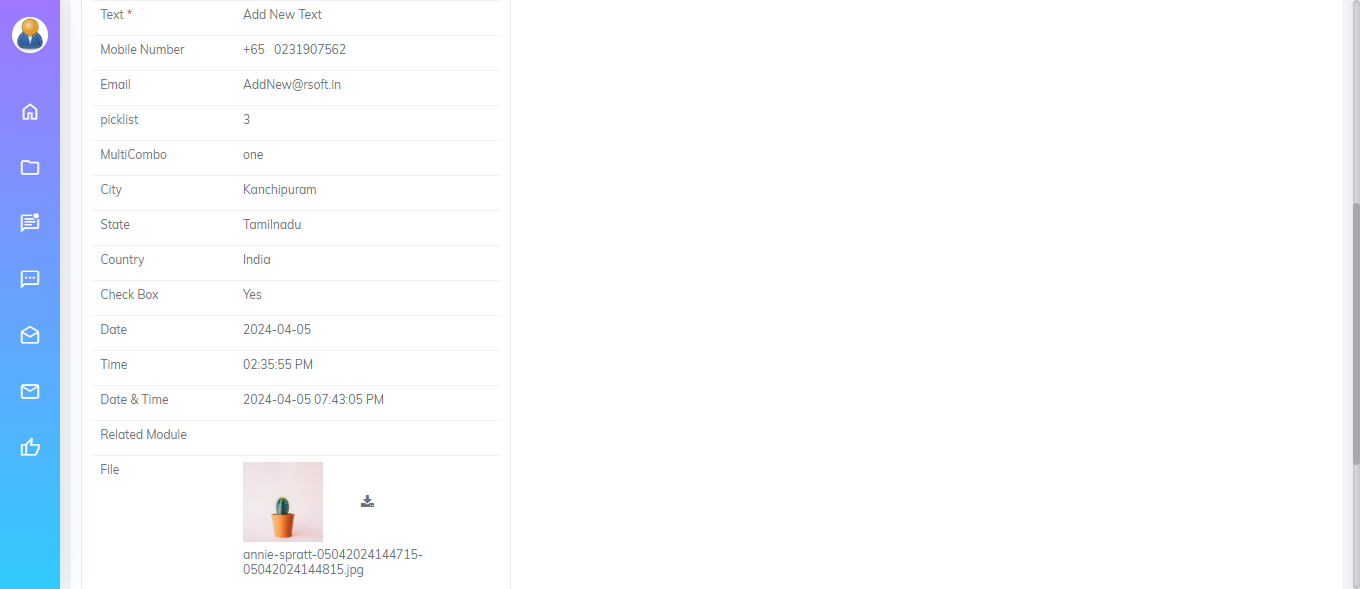 Text * Add New Text
Mobile Number +65 0231907562
Email AddNew@rsoft.in
picklist 3
MultiCombo one
City Kanchipuram
State Tamilnadu
Country India
Check Box Yes
Date 2024-04-05
Time 02:35:55 PM
Date & Time 2024-04-05 07:43:05 PM
Related Module
File
annie-spratt-05042024144715-
05042024144815.jpg